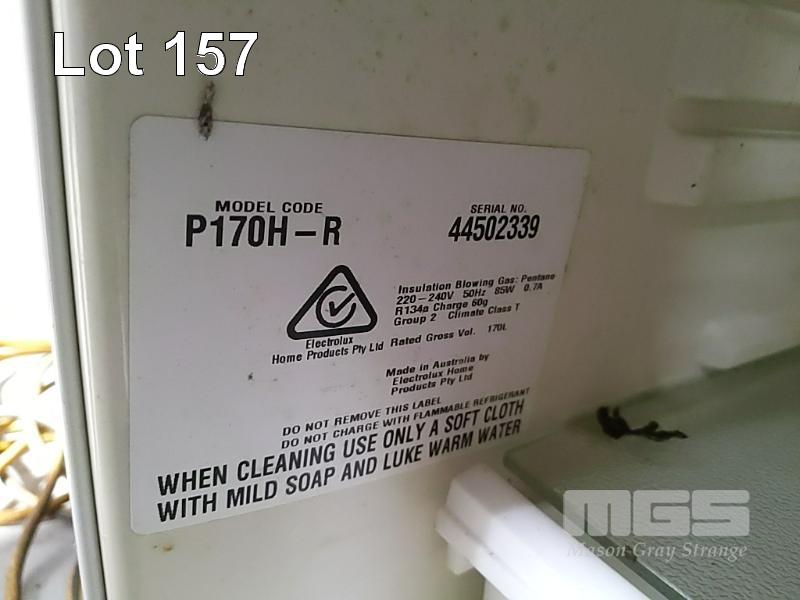 Lot 157
MODEL CODE
P170H-R
SERIAL NO.
44502339
Insulation Blowing Gas: Pentane
220-240V 50Hz 85W 0.7A
R134a Charge 60g
Group 2 Climate Class T
Electrolux
Home Products Pty Ltd
Rated Gross Vol. 170L
Made in Australia by
Electrolux Home
Products Pty Ltd
DO NOT REMOVE THIS LABEL
DO NOT CHARGE WITH FLAMMABLE REFRIGERANT
WHEN CLEANING USE ONLY A SOFT CLOTH
WITH MILD SOAP AND LUKE WARM WATER
MGS
Mason Gray Strange